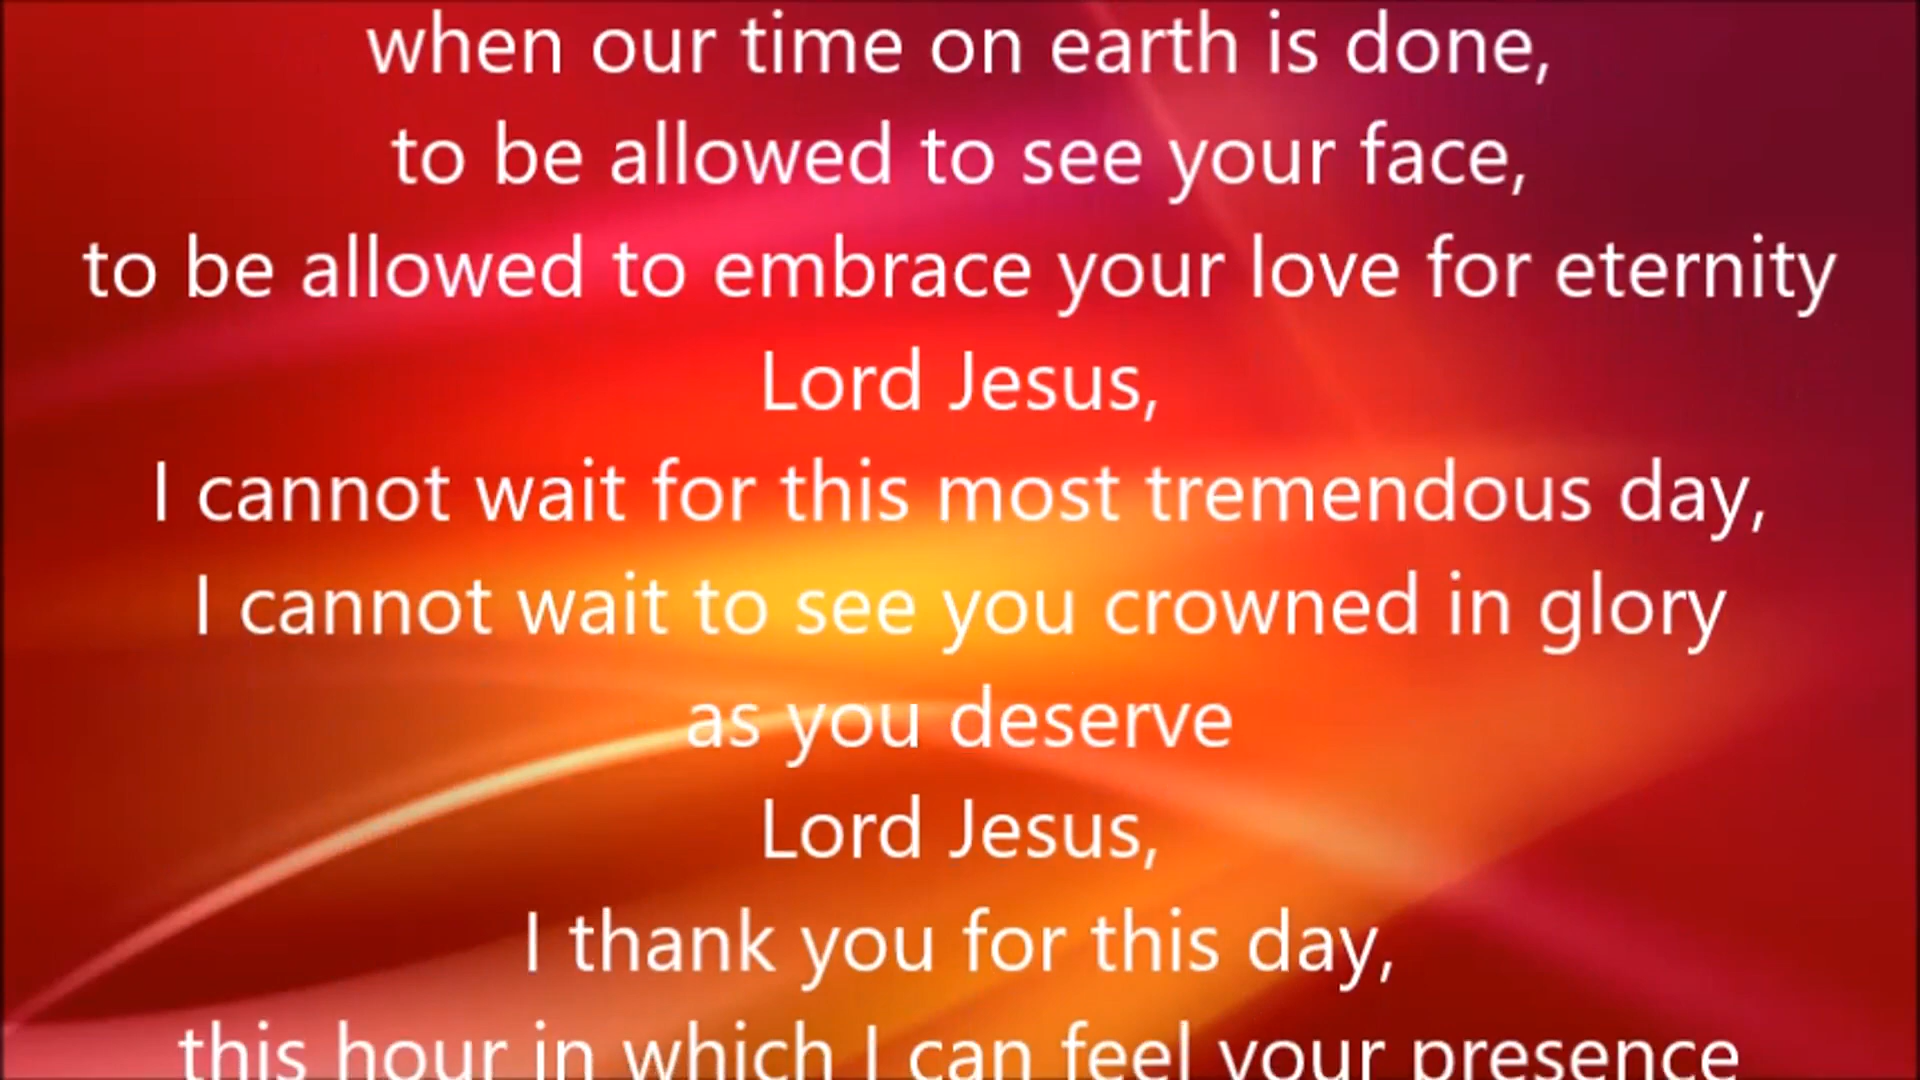 when our time on earth is done,
to be allowed to see your face,
to be allowed to embrace your love for eternity
Lord Jesus,
I cannot wait for this most tremendous day,
I cannot wait to see you crowned in glory
as you deserve
Lord Jesus,
I thank you for this day,
this hour in which I can feel your presence